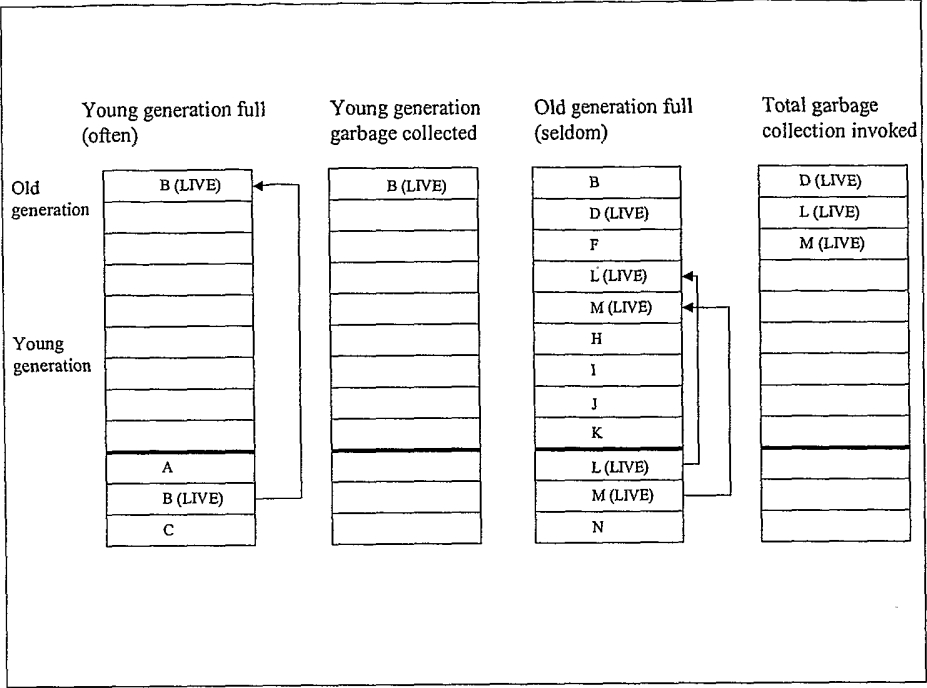 Young generation full
(often)
Young generation
garbage collected
Old generation full
(seldom)
Total garbage
collection invoked
Old
generation
Young
generation
B (LIVE)
A
B (LIVE)
C
B (LIVE)
B
D (LIVE)
F
L (LIVE)
M (LIVE)
H
I
J
K
L (LIVE)
M (LIVE)
N
D (LIVE)
L (LIVE)
M (LIVE)